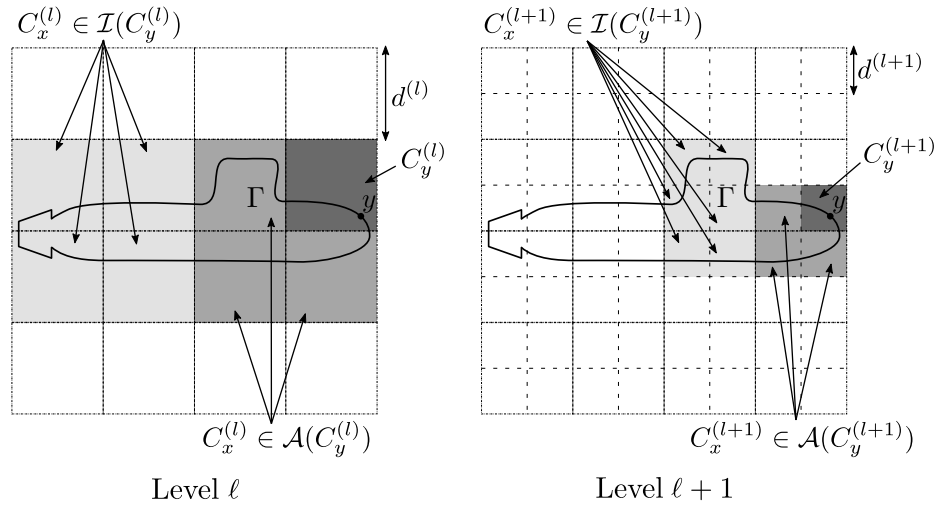 C_x^{(l)} ∈ 𝓘(C_y^{(l)})
d^{(l)}
C_y^{(l)}
Γ
y
C_x^{(l)} ∈ 𝒜(C_y^{(l)})
Level ℓ
C_x^{(l+1)} ∈ 𝓘(C_y^{(l+1)})
d^{(l+1)}
C_y^{(l+1)}
Γ
y
C_x^{(l+1)} ∈ 𝒜(C_y^{(l+1)})
Level ℓ + 1